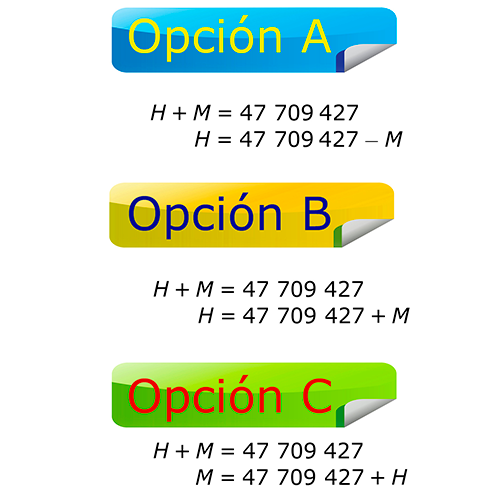 Opción A
H + M = 47 709 427
H = 47 709 427 − M
Opción B
H + M = 47 709 427
H = 47 709 427 + M
Opción C
H + M = 47 709 427
M = 47 709 427 + H